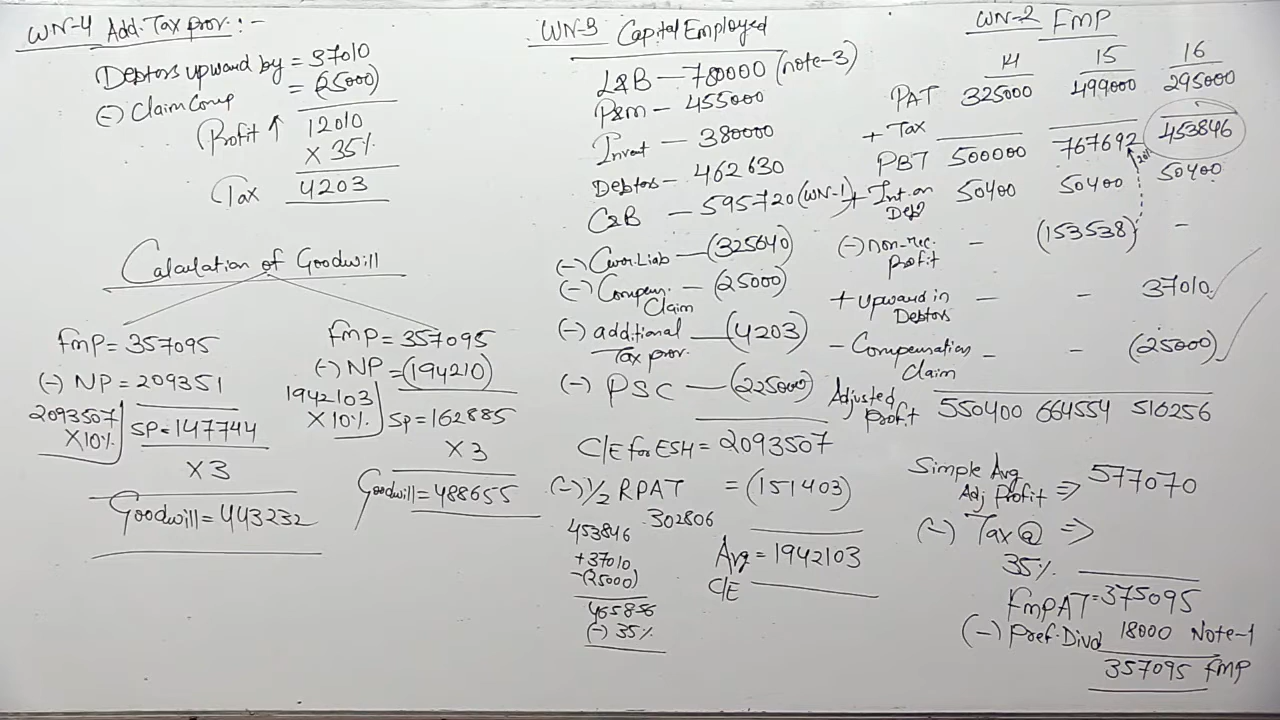 WN-4 Add. Tax prov. :-
Debtors upward by = 37010
(-) Claim Comp = (25000)
Profit ↑ 12010
X 35%
Tax 4203
Calculation of Goodwill
FMP = 357095
(-) NP = 209351
2093507
X10%
SP = 147744
X 3
Goodwill = 443232
FMP = 357095
(-) NP = (194210)
1942103
X10%
SP = 162885
X 3
Goodwill = 488655
WN-3 Capital Employed
L&B — 780000 (note-3)
P&M — 455000
Invent — 380000
Debtors — 462630
C&B — 595720 (WN-1)
(-) Curr. Liab — (325640)
(-) Compen. Claim — (25000)
(-) additional Tax prov. — (4203)
(-) PSC — (225000)
C/E for ESH = 2093507
(-) 1/2 RPAT = (151403)
302806
453846
+37010
-(25000)
465856
(-) 35%
Avg = 1942103
C/E
WN-2 FMP
14 15 16
PAT 325000 499000 295000
+ Tax
PBT 500000 767692 453846
+ Int. on Deb? 50400 50400 50400
(-) non-rec. Profit - (153538) -
+ Upward in Debtors - - 37010
- Compensation Claim - - (25000)
Adjusted Profit 550400 664554 516256
Simple Avg
Adj Profit ⇒ 577070
(-) Tax @ ⇒
35%
FMPAT = 375095
(-) Pref. Divd 18000 Note-1
357095 FMP